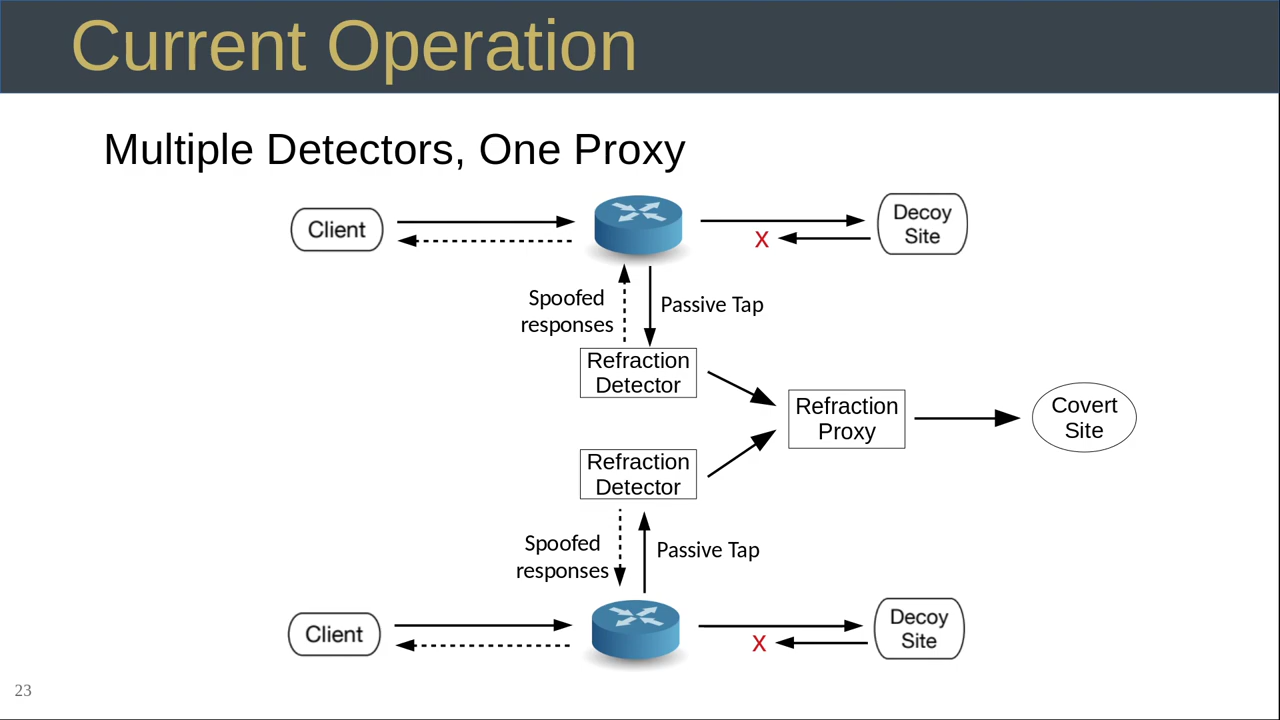 Current Operation
Multiple Detectors, One Proxy
Client
Decoy
Site
X
Spoofed
responses
Passive Tap
Refraction
Detector
Refraction
Proxy
Covert
Site
Refraction
Detector
Spoofed
responses
Passive Tap
Client
Decoy
Site
X
23